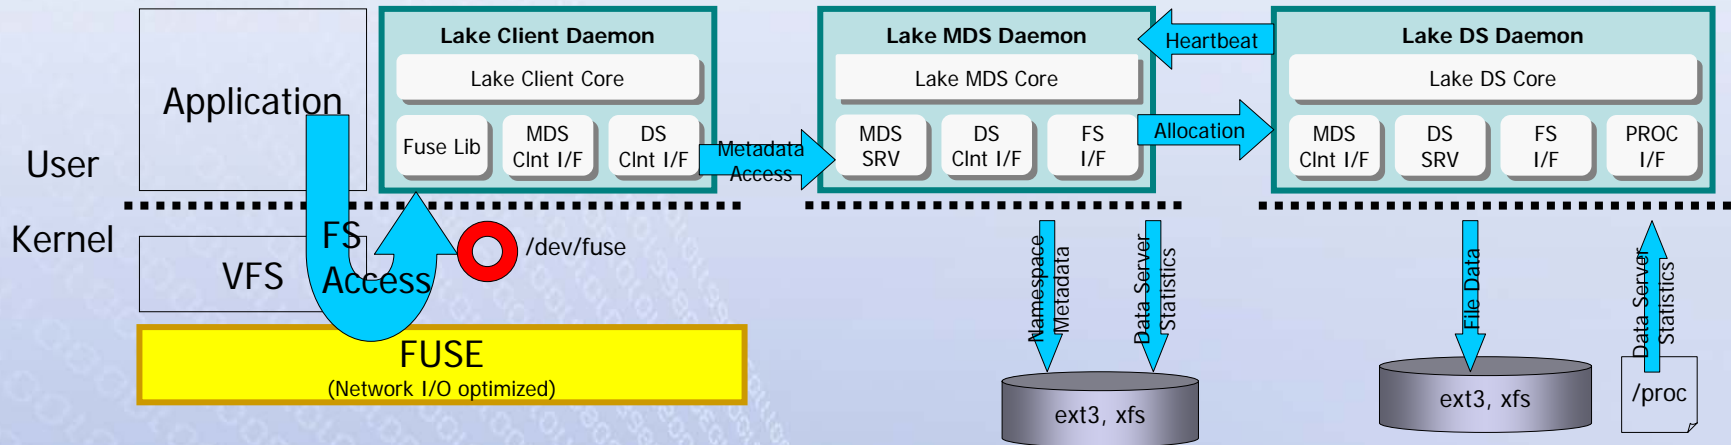 Lake Client Daemon
Lake Client Core
Fuse Lib
MDS
Clnt I/F
DS
Clnt I/F
Application
User
Kernel
VFS
FS
Access
/dev/fuse
FUSE
(Network I/O optimized)
Metadata
Access
Lake MDS Daemon
Lake MDS Core
MDS
SRV
DS
Clnt I/F
FS
I/F
Heartbeat
Allocation
Namespace
Metadata
Data Server
Statistics
ext3, xfs
Lake DS Daemon
Lake DS Core
MDS
Clnt I/F
DS
SRV
FS
I/F
PROC
I/F
File Data
Data Server
Statistics
ext3, xfs
/proc